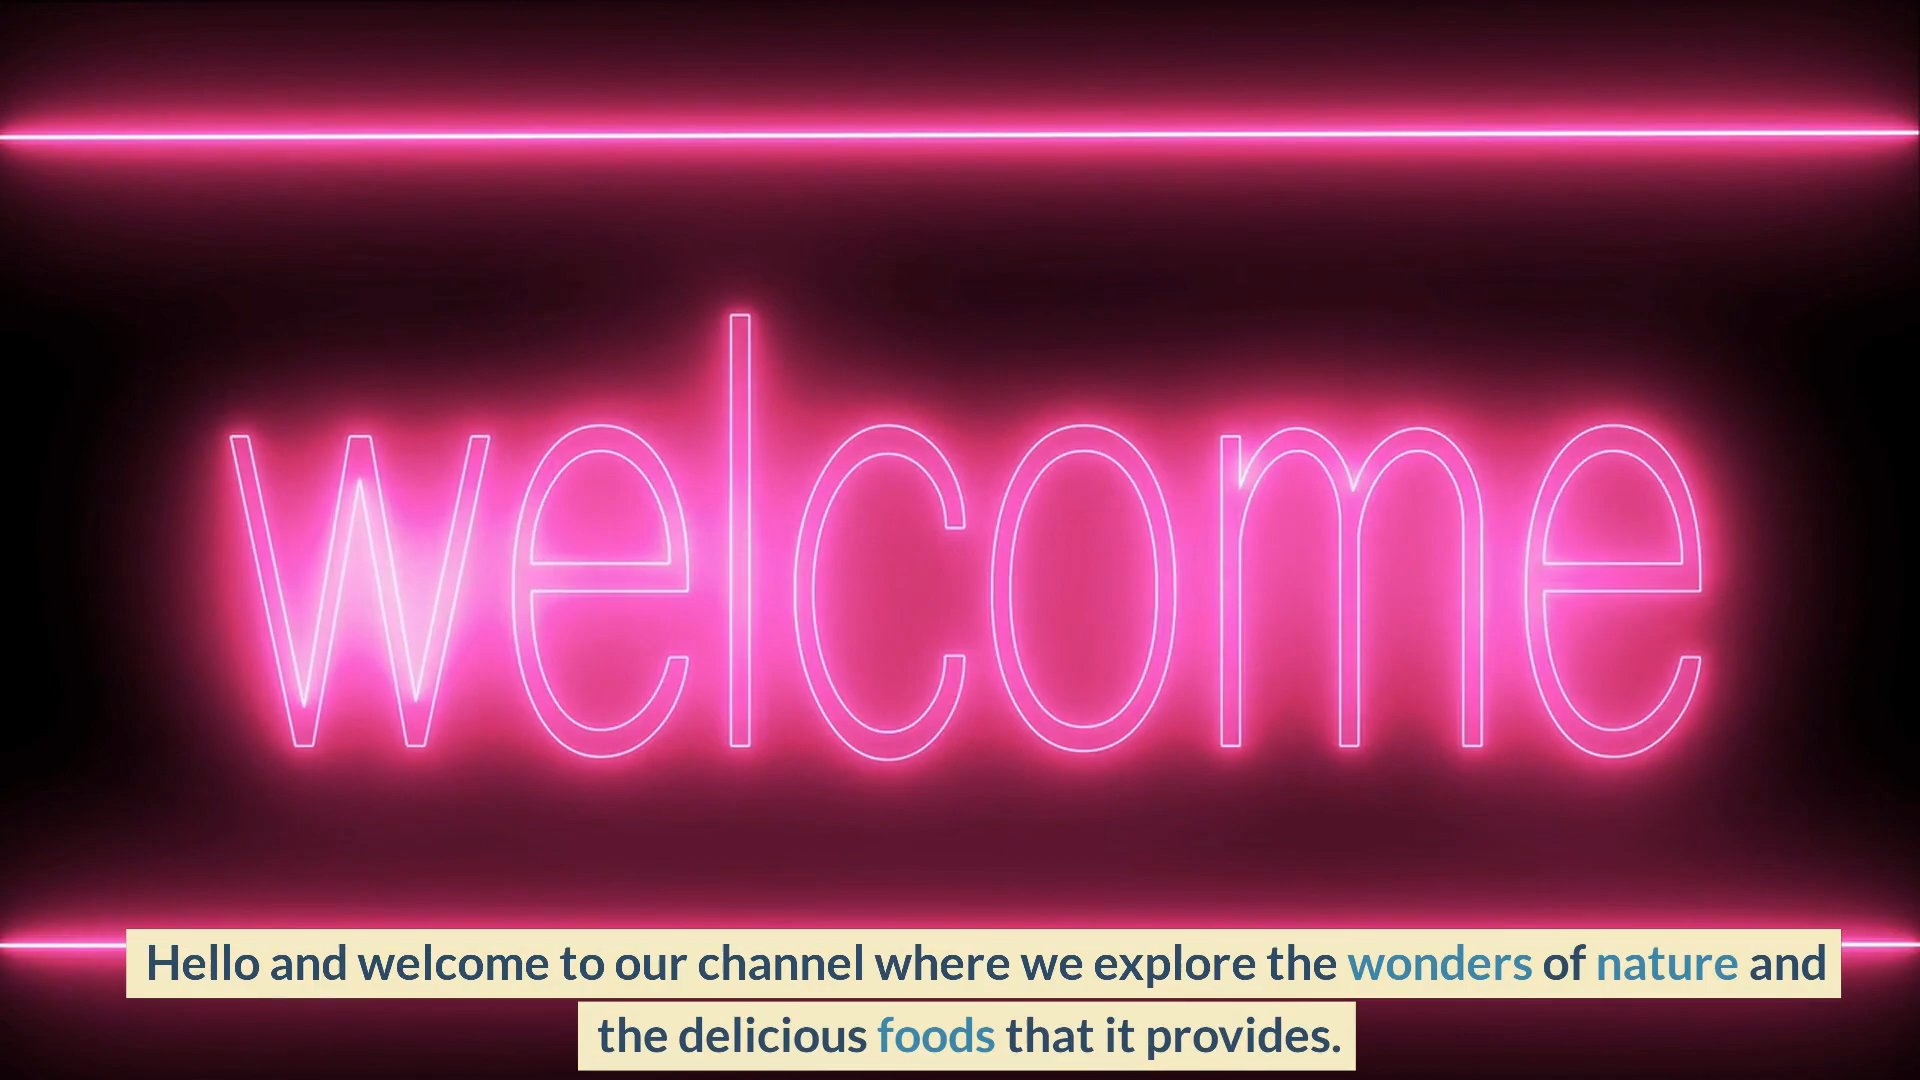 welcome
Hello and welcome to our channel where we explore the wonders of nature and
the delicious foods that it provides.